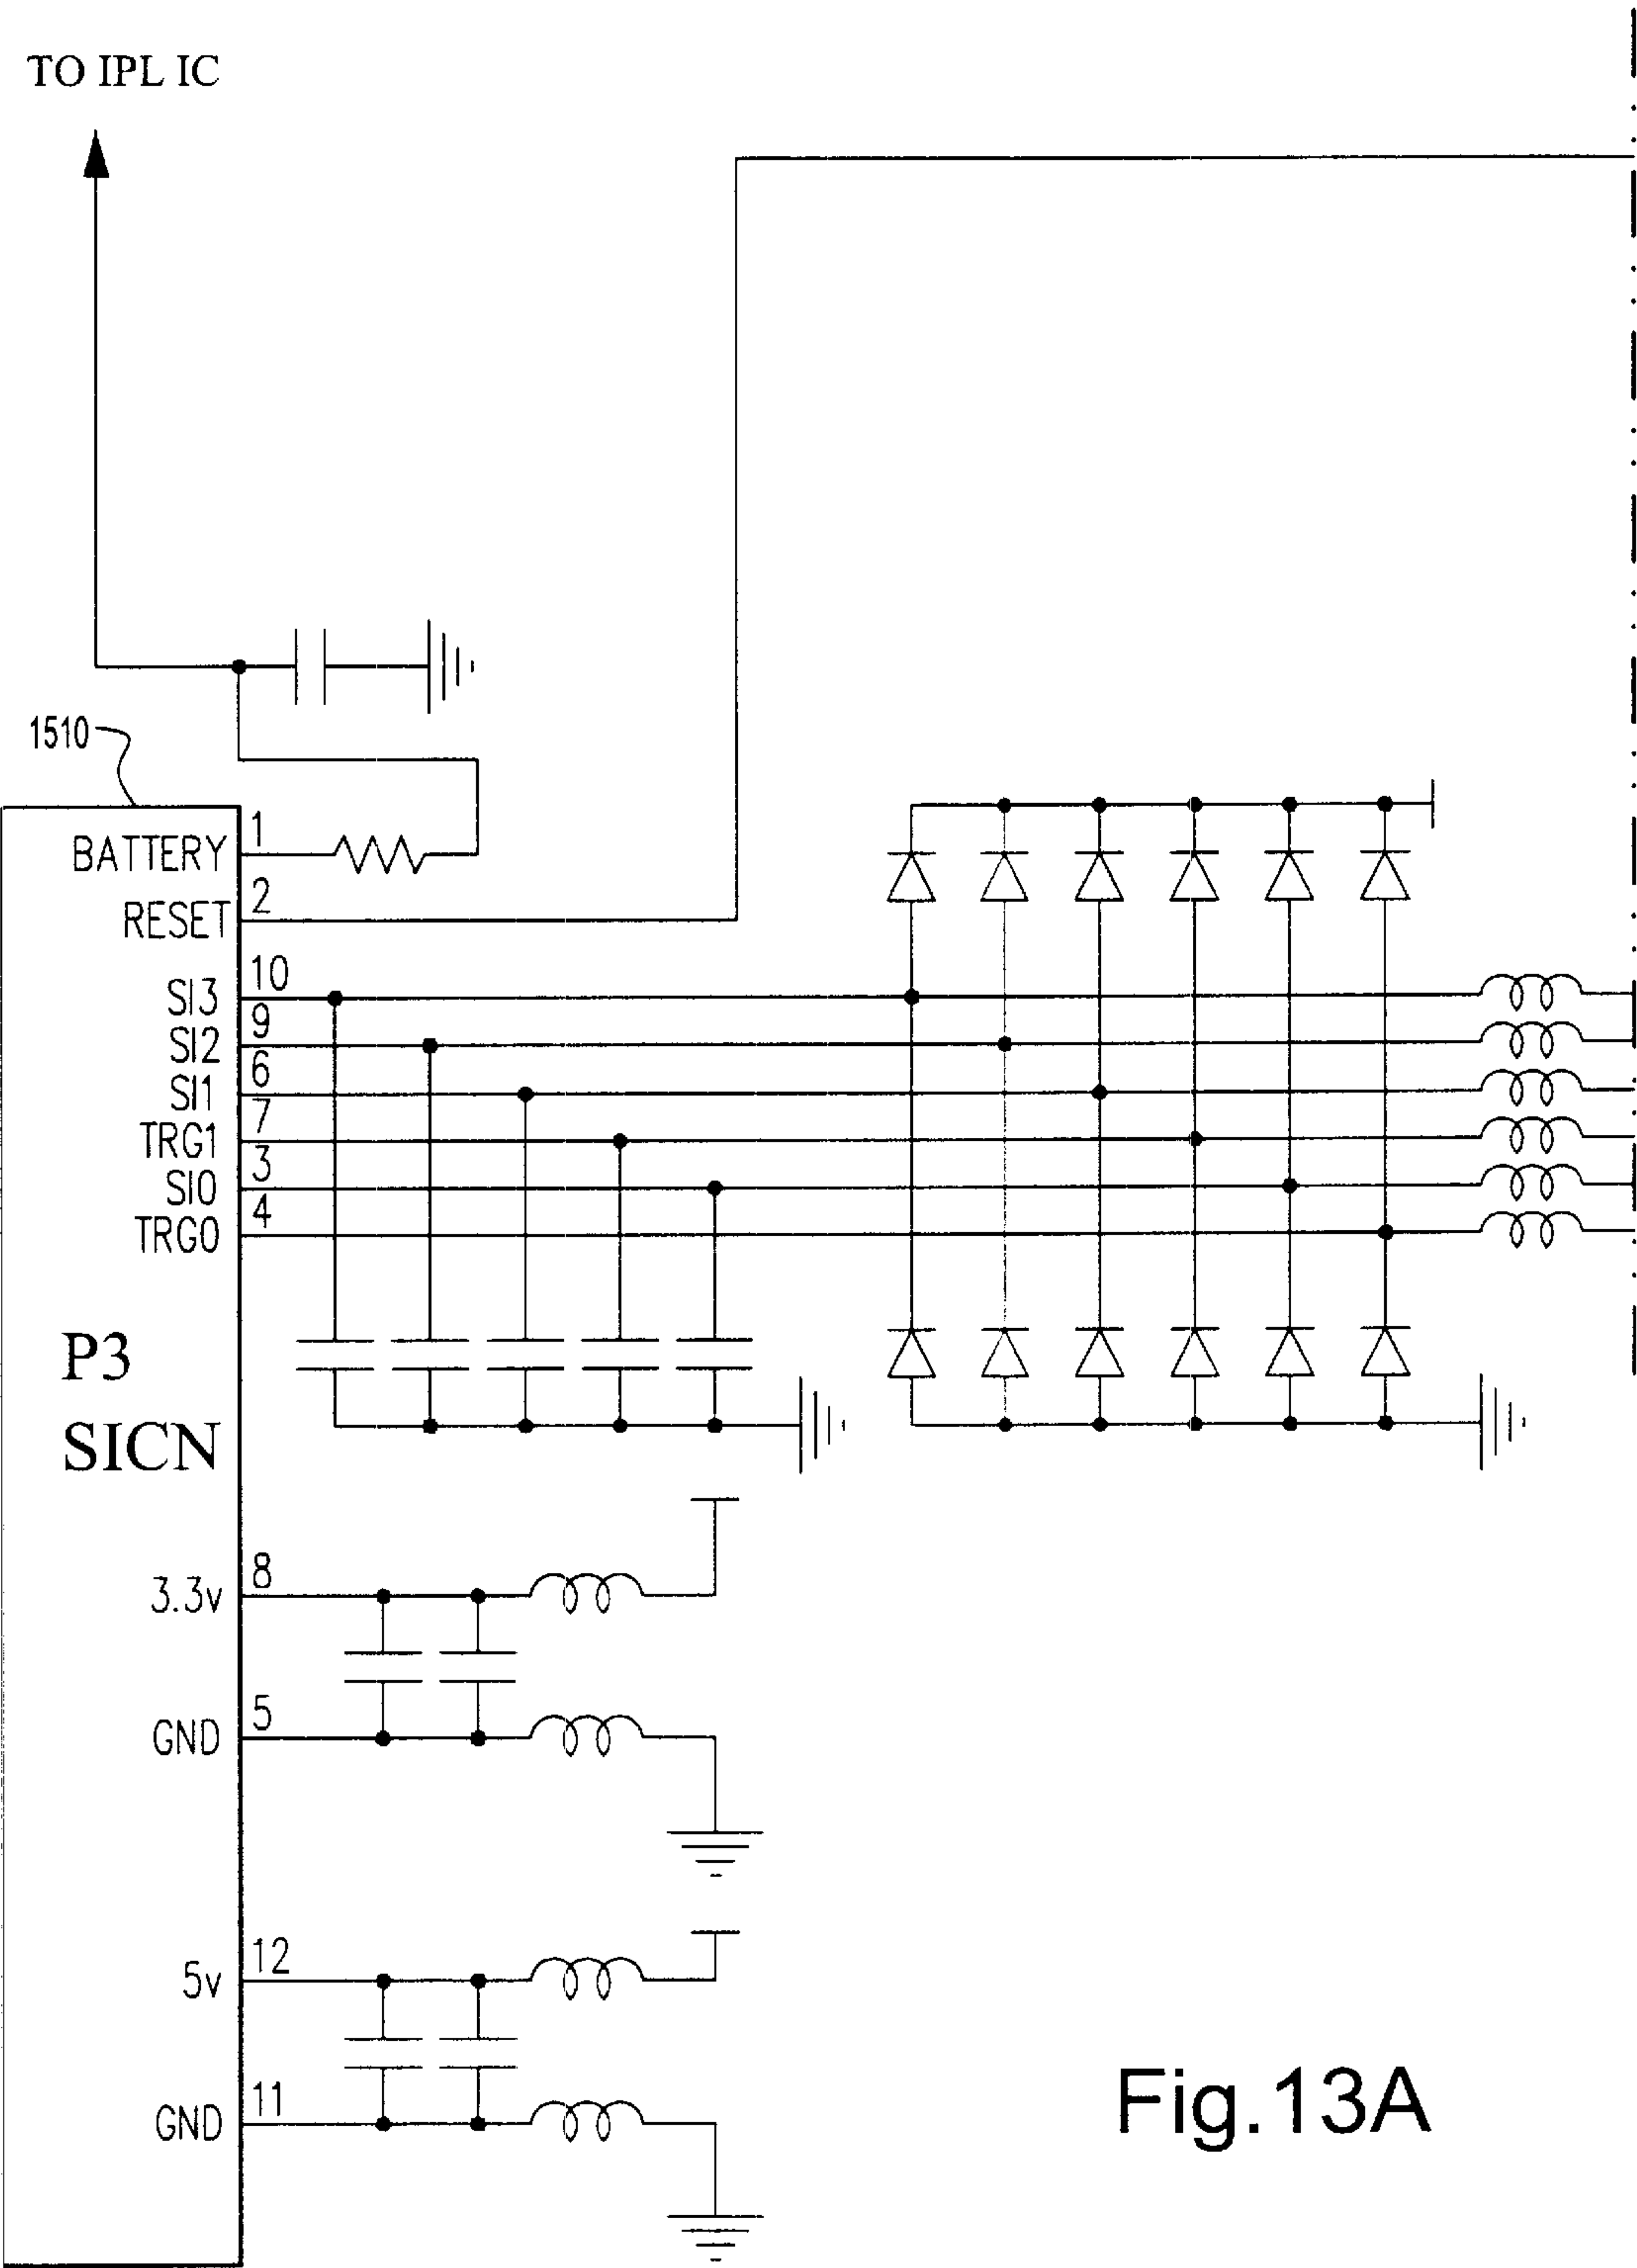 TO IPL IC
1510
BATTERY 1
RESET 2
SI3 10
SI2 9
SI1 6
TRG1 7
SI0 3
TRG0 4
P3
SICN
3.3v 8
GND 5
5v 12
GND 11
Fig.13A